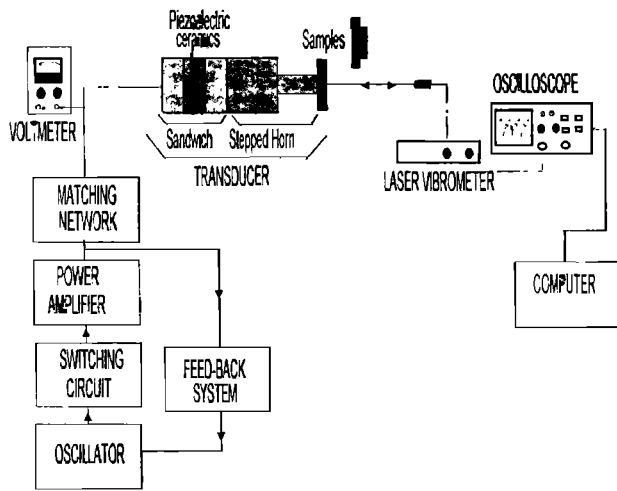 Piezoelectric
ceramics
Samples
OSCILLOSCOPE
VOLTMETER
Sandwich
Stepped Horn
TRANSDUCER
LASER VIBROMETER
MATCHING
NETWORK
POWER
AMPLIFIER
COMPUTER
SWITCHING
CIRCUIT
FEED-BACK
SYSTEM
OSCILLATOR